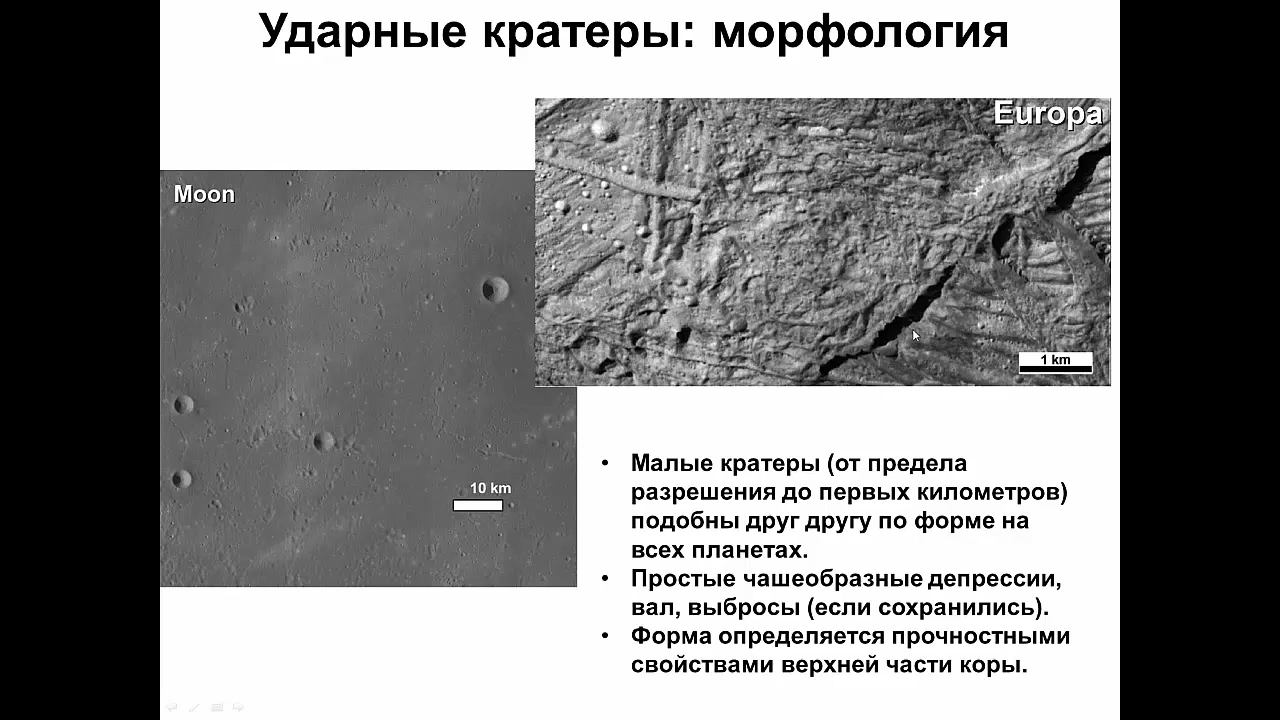 Ударные кратеры: морфология
Europa
Moon
1 km
10 km
• Малые кратеры (от предела
разрешения до первых километров)
подобны друг другу по форме на
всех планетах.
• Простые чашеобразные депрессии,
вал, выбросы (если сохранились).
• Форма определяется прочностными
свойствами верхней части коры.